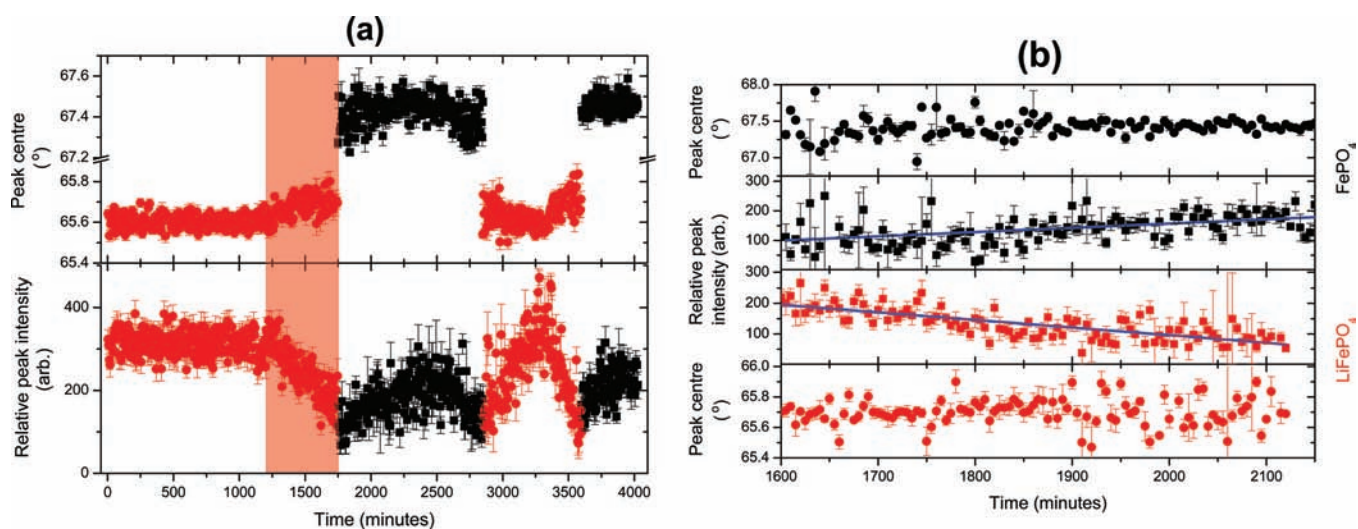 (a)
67.6
67.4
67.2
65.8
65.6
65.4
Peak centre
(°)
400
200
0
Relative peak intensity
(arb.)
0 500 1000 1500 2000 2500 3000 3500 4000
Time (minutes)
(b)
68.0
67.5
67.0
Peak centre
(°)
300
200
100
300
200
100
Relative peak
intensity (arb.)
66.0
65.8
65.6
65.4
Peak centre
(°)
1600 1700 1800 1900 2000 2100
Time (minutes)
FePO₄
LiFePO₄